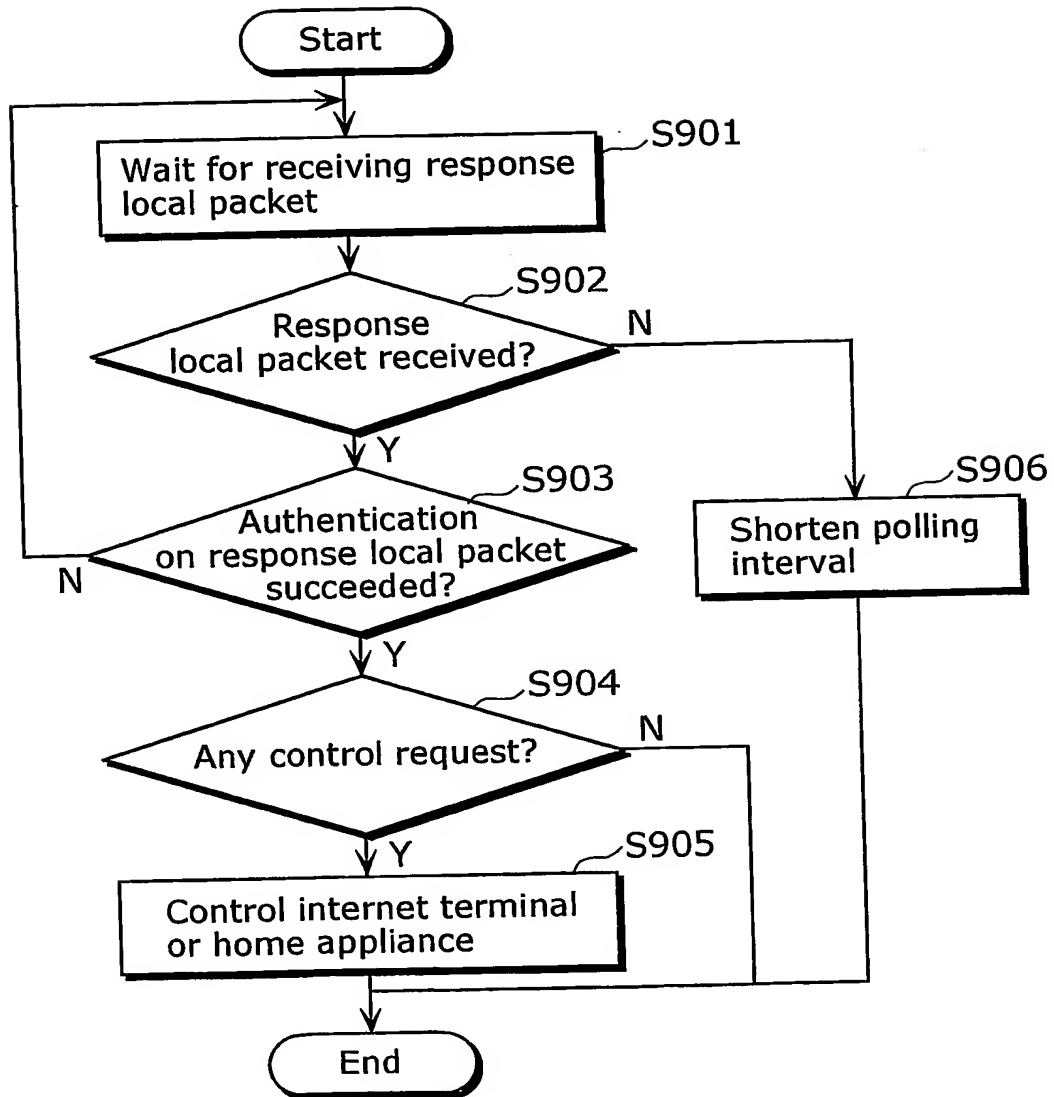 Start
S901
Wait for receiving response
local packet
S902
Response
local packet received?
N
Y
S903
Authentication
on response local packet
succeeded?
N
S906
Shorten polling
interval
Y
S904
Any control request?
N
Y
S905
Control internet terminal
or home appliance
End